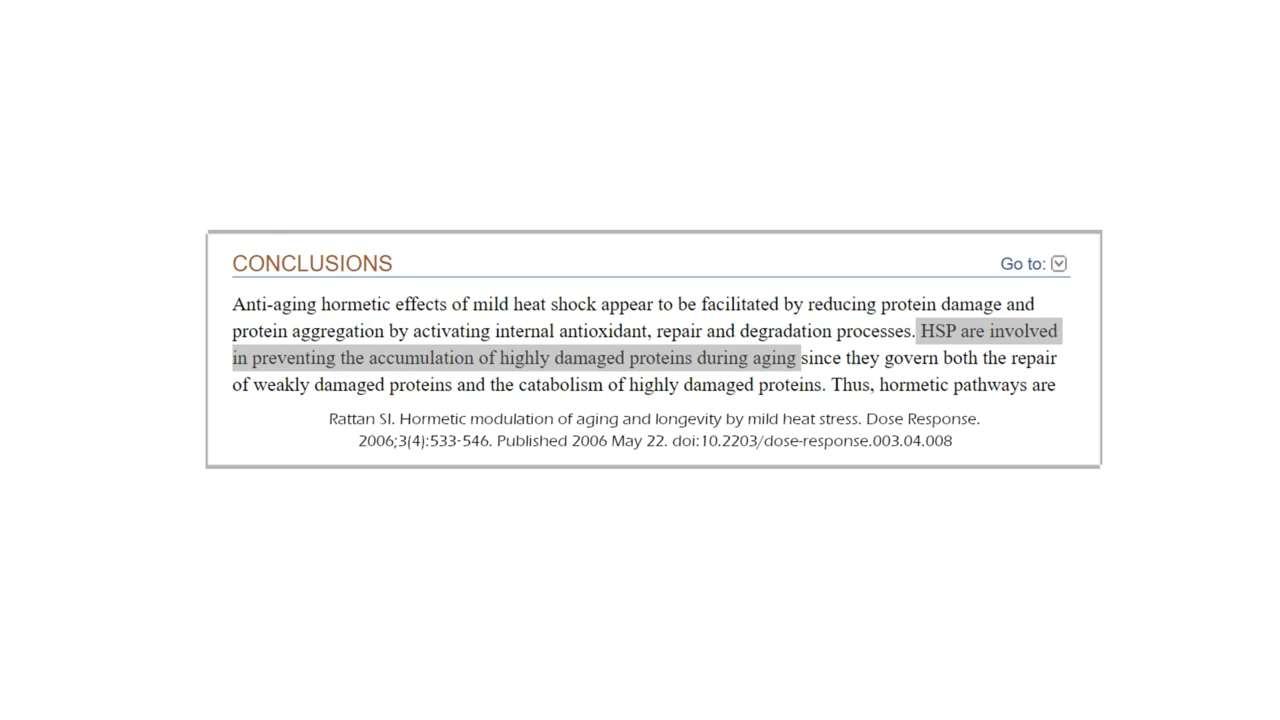 CONCLUSIONS
Go to:
Anti-aging hormetic effects of mild heat shock appear to be facilitated by reducing protein damage and
protein aggregation by activating internal antioxidant, repair and degradation processes. HSP are involved
in preventing the accumulation of highly damaged proteins during aging since they govern both the repair
of weakly damaged proteins and the catabolism of highly damaged proteins. Thus, hormetic pathways are
Rattan SI. Hormetic modulation of aging and longevity by mild heat stress. Dose Response.
2006;3(4):533-546. Published 2006 May 22. doi:10.2203/dose-response.003.04.008